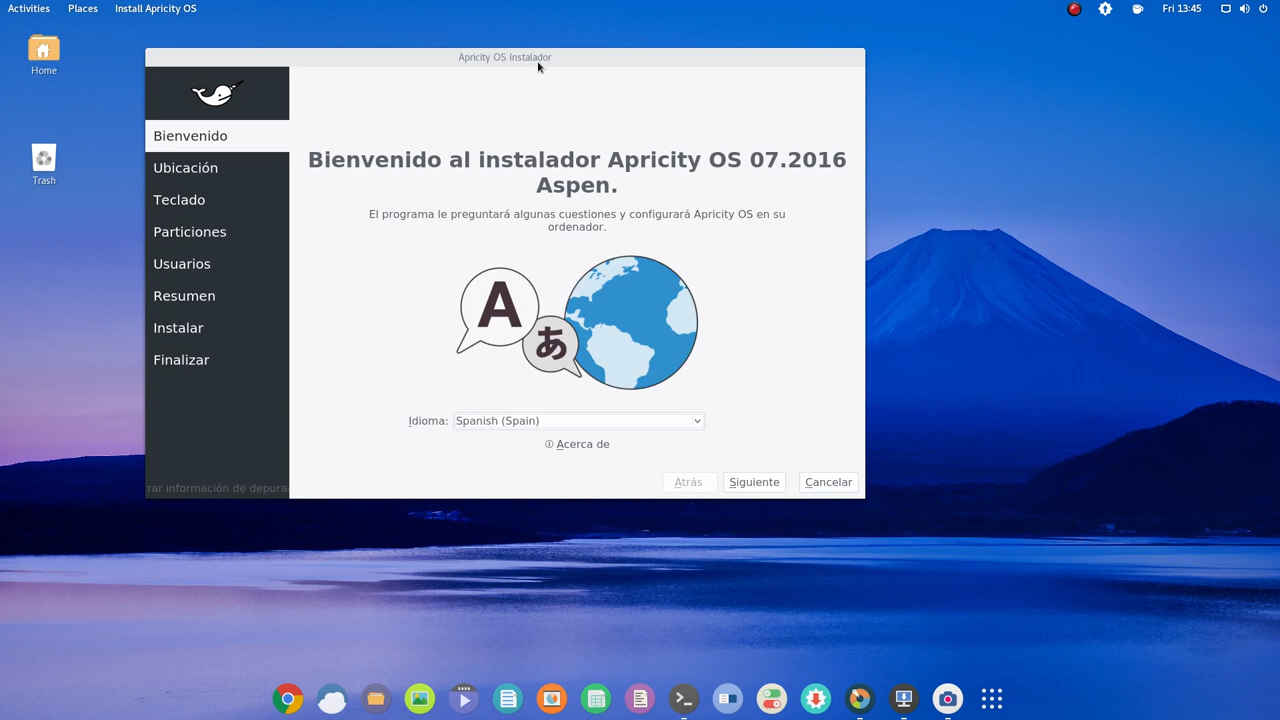 Activities Places Install Apricity OS Fri 13:45
Home
Trash
Apricity OS Instalador
Bienvenido
Ubicación
Teclado
Particiones
Usuarios
Resumen
Instalar
Finalizar
rar información de depura
Bienvenido al instalador Apricity OS 07.2016
Aspen.
El programa le preguntará algunas cuestiones y configurará Apricity OS en su
ordenador.
A
あ
Idioma: Spanish (Spain)
Acerca de
Atrás Siguiente Cancelar